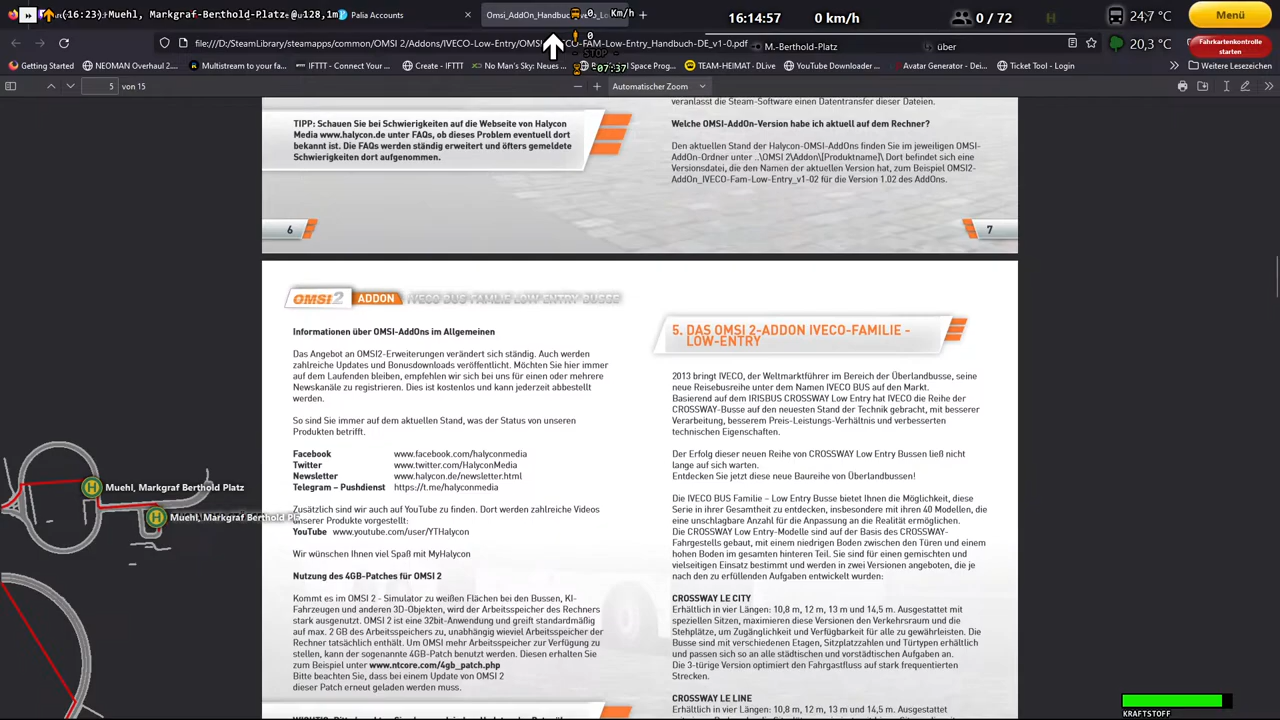 (16:23) Muehl, Markgraf-Berthold-Platz @ 128,1m
Palia Accounts
Omsi_AddOn_Handbuch
0 Km/h
0
STOP
-07:37
16:14:57
0 km/h
0 / 72
H
24,7 °C
Menü
M.-Berthold-Platz
über
20,3 °C
Fahrkartenkontrolle starten
file:///D:/SteamLibrary/steamapps/common/OMSI 2/Addons/IVECO-Low-Entry/OMSI
-FAM-Low-Entry_Handbuch-DE_v1-0.pdf
Getting Started
NEOMAN Overhaul 2....
Multistream to your fa...
IFTTT - Connect Your ...
Create - IFTTT
No Man's Sky: Neues ...
Space Prog...
TEAM-HEIMAT - DLive
YouTube Downloader ...
Avatar Generator - Dei...
Ticket Tool - Login
Weitere Lesezeichen
5 von 15
Automatischer Zoom
TIPP: Schauen Sie bei Schwierigkeiten auf die Webseite von Halycon
Media www.halycon.de unter FAQs, ob dieses Problem eventuell dort
bekannt ist. Die FAQs werden ständig erweitert und öfters gemeldete
Schwierigkeiten dort aufgenommen.
6
veranlasst die Steam-Software einen Datentransfer dieser Dateien.
Welche OMSI-AddOn-Version habe ich aktuell auf dem Rechner?
Den aktuellen Stand der Halycon-OMSI-AddOns finden Sie im jeweiligen OMSI-
AddOn-Ordner unter ..\OMSI 2\Addon\[Produktname]\ Dort befindet sich eine
Versionsdatei, die den Namen der aktuellen Version hat, zum Beispiel OMSI2-
AddOn_IVECO-Fam-Low-Entry_v1-02 für die Version 1.02 des AddOns.
7
OMSI 2 ADDON IVECO BUS FAMILIE LOW ENTRY BUSSE
Informationen über OMSI-AddOns im Allgemeinen
Das Angebot an OMSI2-Erweiterungen verändert sich ständig. Auch werden
zahlreiche Updates und Bonusdownloads veröffentlicht. Möchten Sie hier immer
auf dem Laufenden bleiben, empfehlen wir sich bei uns für einen oder mehrere
Newskanäle zu registrieren. Dies ist kostenlos und kann jederzeit abbestellt
werden.
So sind Sie immer auf dem aktuellen Stand, was der Status von unseren
Produkten betrifft.
Facebook www.facebook.com/halyconmedia
Twitter www.twitter.com/HalyconMedia
Newsletter www.halycon.de/newsletter.html
Telegram – Pushdienst https://t.me/halyconmedia
Zusätzlich sind wir auch auf YouTube zu finden. Dort werden zahlreiche Videos
unserer Produkte vorgestellt:
YouTube www.youtube.com/user/YTHalycon
Wir wünschen Ihnen viel Spaß mit MyHalycon
Nutzung des 4GB-Patches für OMSI 2
Kommt es im OMSI 2 - Simulator zu weißen Flächen bei den Bussen, KI-
Fahrzeugen und anderen 3D-Objekten, wird der Arbeitsspeicher des Rechners
stark ausgenutzt. OMSI 2 ist eine 32bit-Anwendung und greift standardmäßig
auf max. 2 GB des Arbeitsspeichers zu, unabhängig wieviel Arbeitsspeicher der
Rechner tatsächlich enthält. Um OMSI mehr Arbeitsspeicher zur Verfügung zu
stellen, kann der sogenannte 4GB-Patch benutzt werden. Diesen erhalten Sie
zum Beispiel unter www.ntcore.com/4gb_patch.php
Bitte beachten Sie, dass bei einem Update von OMSI 2
dieser Patch erneut geladen werden muss.
5. DAS OMSI 2-ADDON IVECO-FAMILIE -
LOW-ENTRY
2013 bringt IVECO, der Weltmarktführer im Bereich der Überlandbusse, seine
neue Reisebusreihe unter dem Namen IVECO BUS auf den Markt.
Basierend auf dem IRISBUS CROSSWAY Low Entry hat IVECO die Reihe der
CROSSWAY-Busse auf den neuesten Stand der Technik gebracht, mit besserer
Verarbeitung, besserem Preis-Leistungs-Verhältnis und verbesserten
technischen Eigenschaften.
Der Erfolg dieser neuen Reihe von CROSSWAY Low Entry Bussen ließ nicht
lange auf sich warten.
Entdecken Sie jetzt diese neue Baureihe von Überlandbussen!
Die IVECO BUS Familie – Low Entry Busse bietet Ihnen die Möglichkeit, diese
Serie in ihrer Gesamtheit zu entdecken, insbesondere mit ihren 40 Modellen, die
eine unschlagbare Anzahl für die Anpassung an die Realität ermöglichen.
Die CROSSWAY Low Entry-Modelle sind auf der Basis des CROSSWAY-
Fahrgestells gebaut, mit einem niedrigen Boden zwischen den Türen und einem
hohen Boden im gesamten hinteren Teil. Sie sind für einen gemischten und
vielseitigen Einsatz bestimmt und werden in zwei Versionen angeboten, die je
nach den zu erfüllenden Aufgaben entwickelt wurden:
CROSSWAY LE CITY
Erhältlich in vier Längen: 10,8 m, 12 m, 13 m und 14,5 m. Ausgestattet mit
speziellen Sitzen, maximieren diese Versionen den Verkehrsraum und die
Stehplätze, um Zugänglichkeit und Verfügbarkeit für alle zu gewährleisten. Die
Busse sind mit verschiedenen Etagen, Sitzplatzzahlen und Türtypen erhältlich
und passen sich so an alle städtischen und vorstädtischen Aufgaben an.
Die 3-türige Version optimiert den Fahrgastfluss auf stark frequentierten
Strecken.
CROSSWAY LE LINE
Erhältlich in vier Längen: 10,8 m, 12 m, 13 m und 14,5 m. Ausgestattet
Muehl, Markgraf Berthold Platz
Muehl, Markgraf Berthold Pl
KRAFTSTOFF